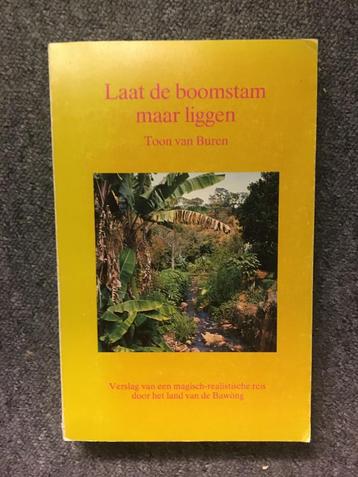 Laat de boomstam
maar liggen
Toon van Buren
Verslag van een magisch-realistische reis
door het land van de Bawòng